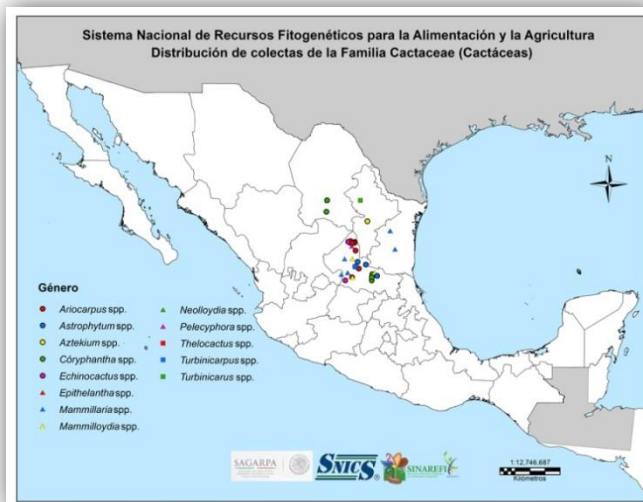 Sistema Nacional de Recursos Fitogenéticos para la Alimentación y la Agricultura
Distribución de colectas de la Familia Cactaceae (Cactáceas)
N
Género
Ariocarpus spp.
Astrophytum spp.
Aztekium spp.
Córyphantha spp.
Echinocactus spp.
Epithelantha spp.
Mammillaria spp.
Mammilloydia spp.
Neolloydia spp.
Pelecyphora spp.
Thelocactus spp.
Turbinicarpus spp.
Turbinicarus spp.
SAGARPA
SNICS
SINAREFI
1:12,746,687
Kilómetros